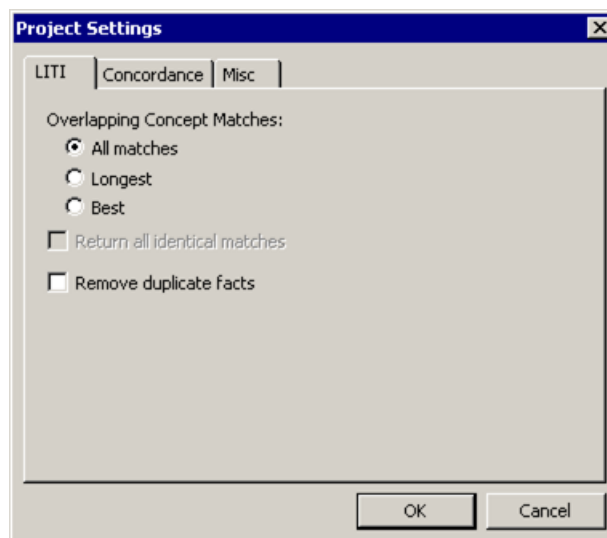 Project Settings
LITI Concordance Misc
Overlapping Concept Matches:
All matches
Longest
Best
Return all identical matches
Remove duplicate facts
OK Cancel